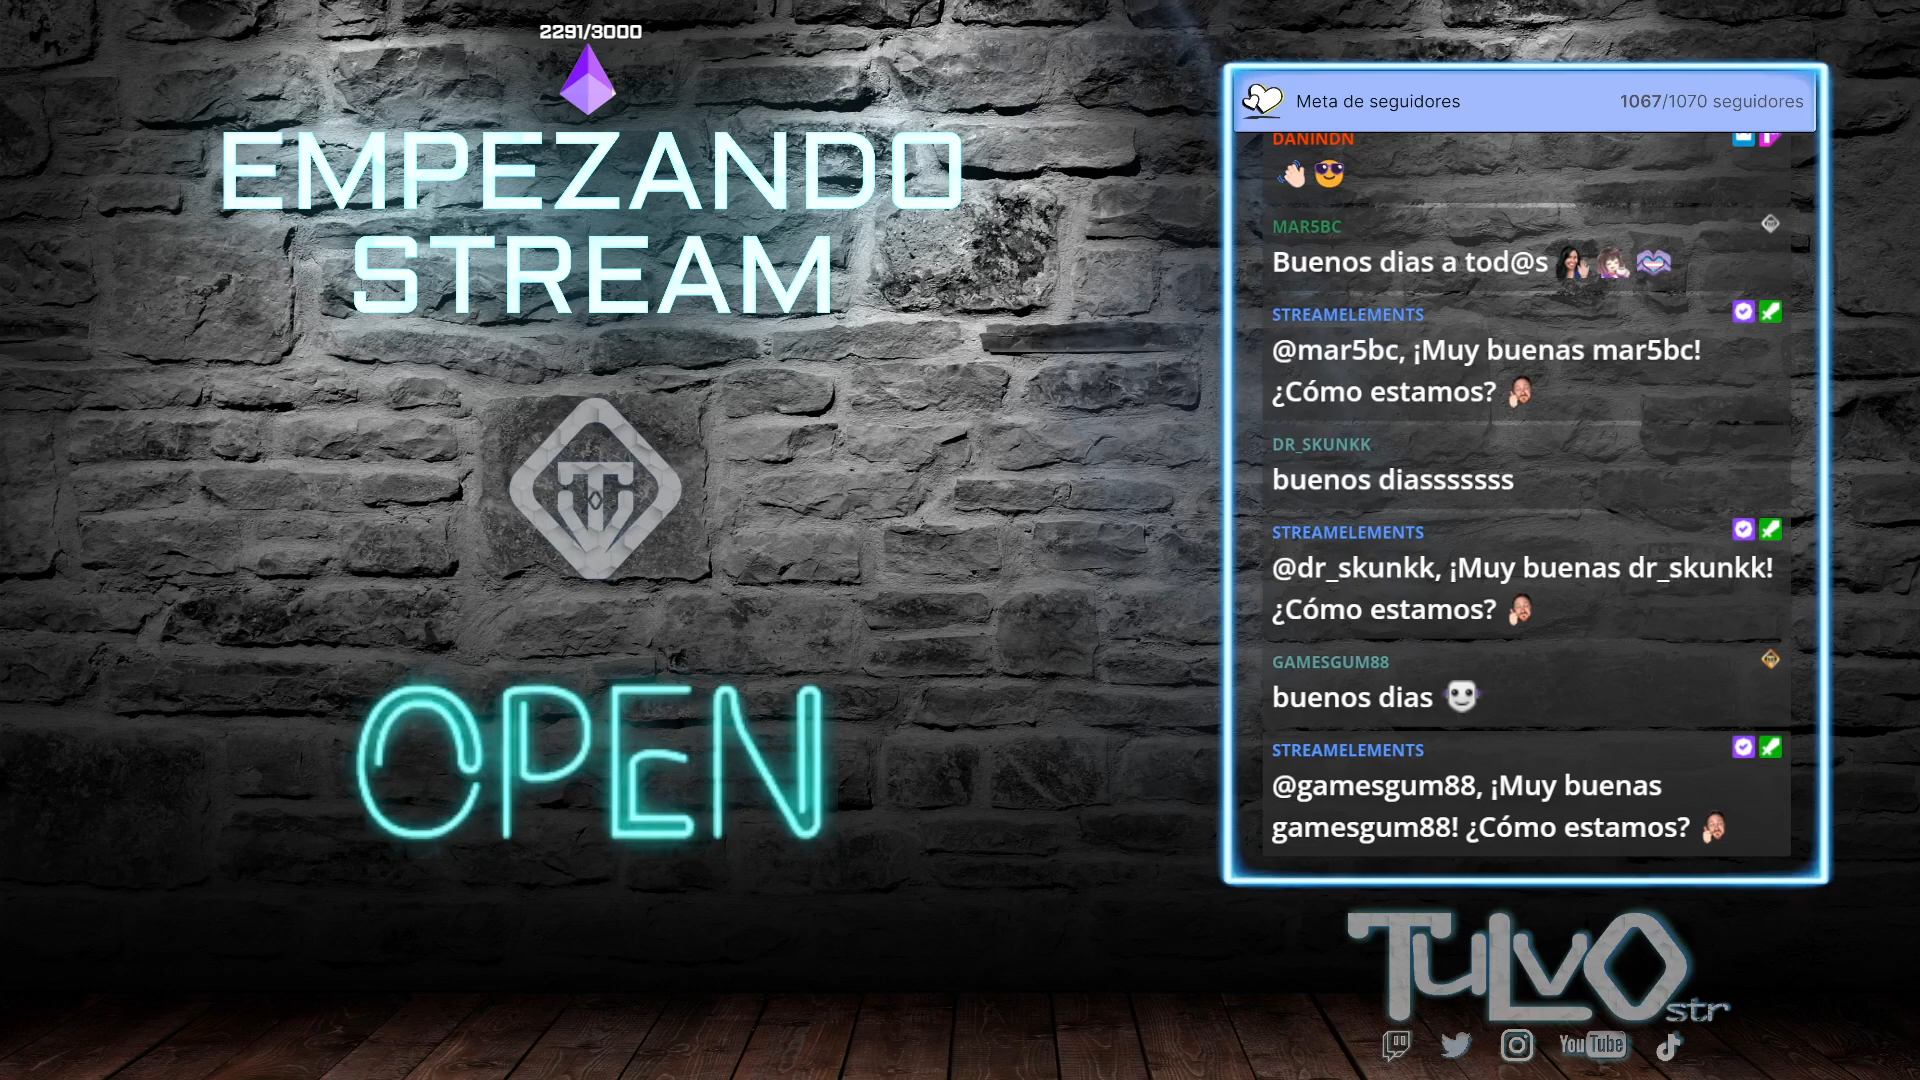 2291/3000
EMPEZANDO
STREAM
OPEN
Meta de seguidores
1067/1070 seguidores
DANINDN
MAR5BC
Buenos dias a tod@s
STREAMELEMENTS
@mar5bc, ¡Muy buenas mar5bc!
¿Cómo estamos?
DR_SKUNKK
buenos diasssssss
STREAMELEMENTS
@dr_skunkk, ¡Muy buenas dr_skunkk!
¿Cómo estamos?
GAMESGUM88
buenos dias
STREAMELEMENTS
@gamesgum88, ¡Muy buenas
gamesgum88! ¿Cómo estamos?
TULVO
str
YouTube